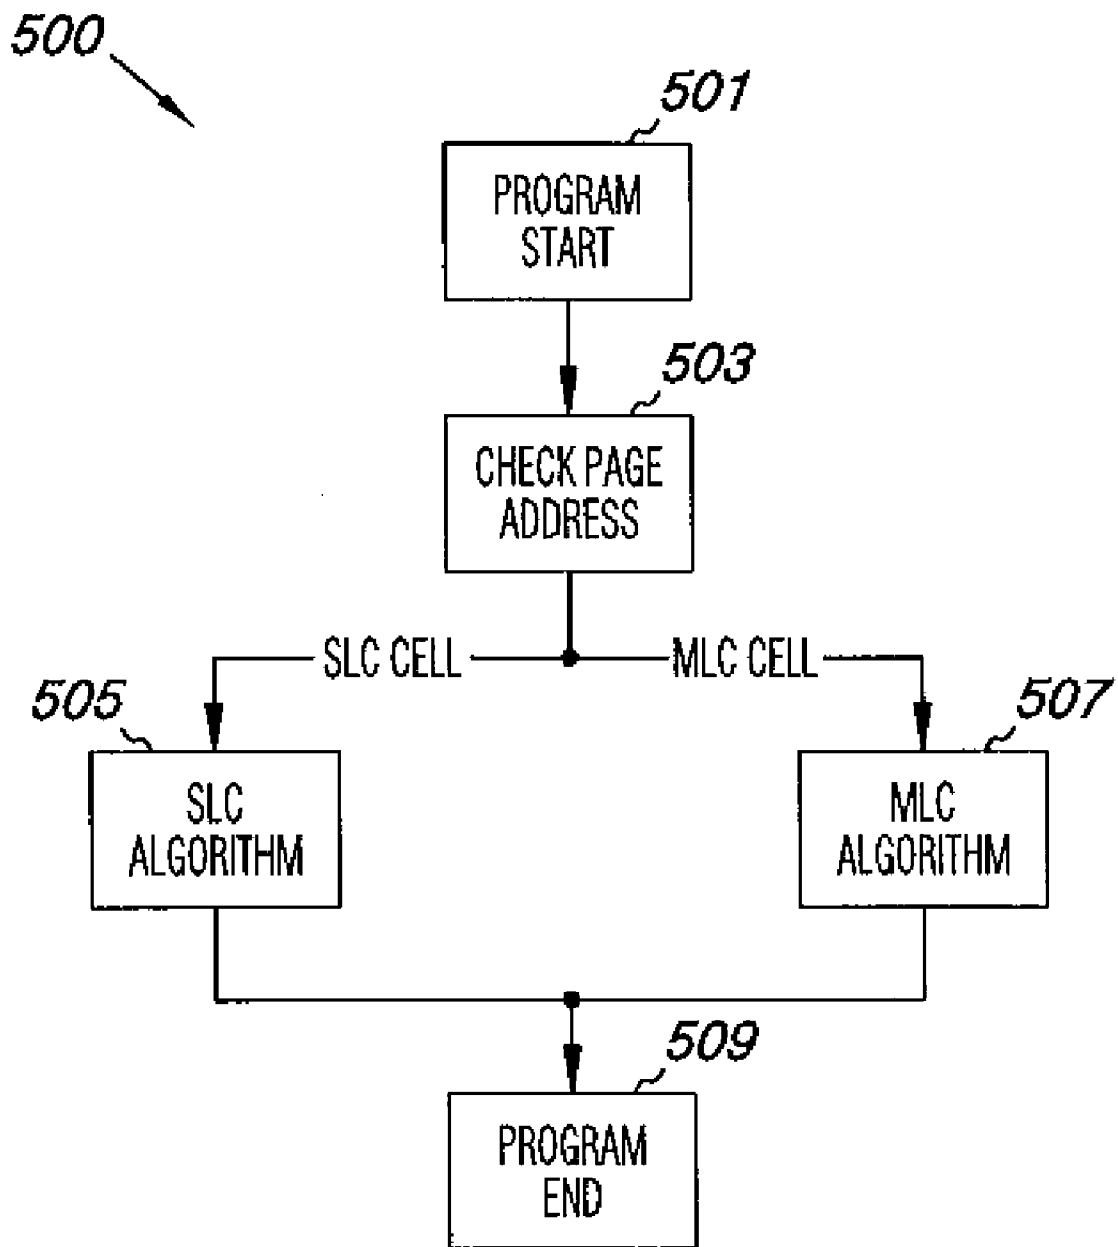 500
501
PROGRAM
START
503
CHECK PAGE
ADDRESS
SLC CELL
MLC CELL
505
SLC
ALGORITHM
507
MLC
ALGORITHM
509
PROGRAM
END